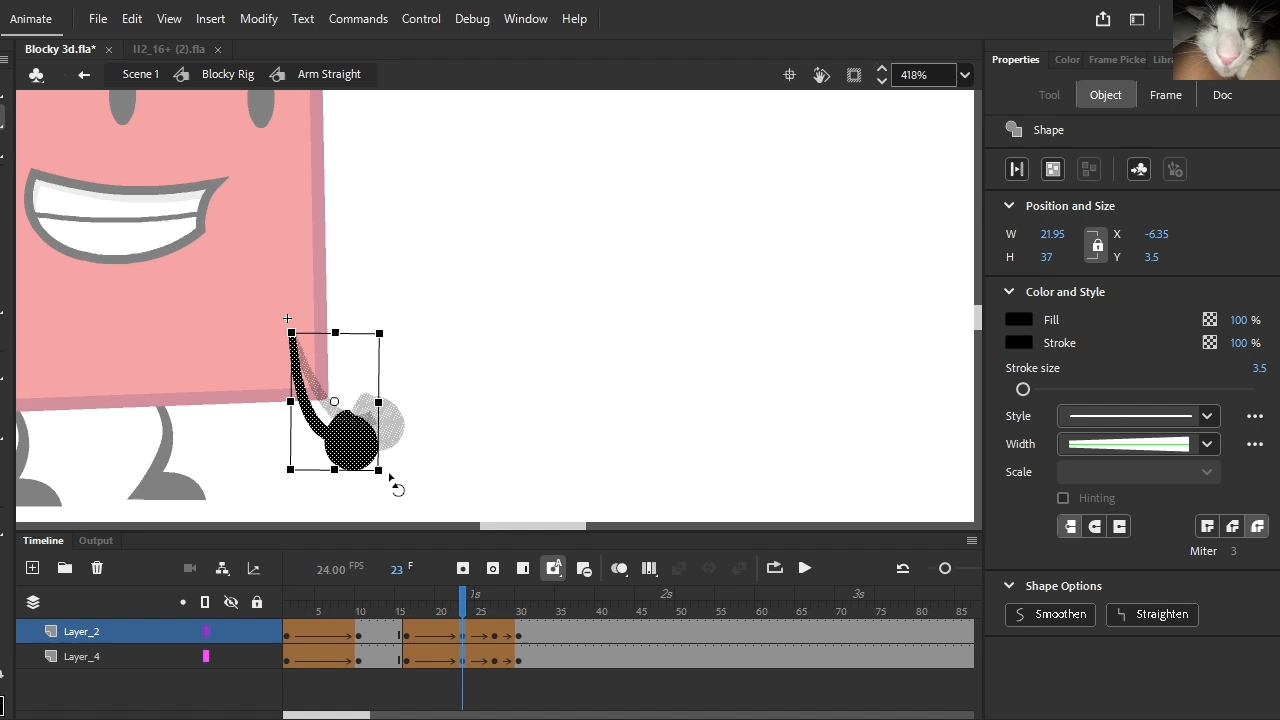 Animate File Edit View Insert Modify Text Commands Control Debug Window Help
Blocky 3d.fla* II2_16+ (2).fla
Properties Color Frame Picke Libra
Scene 1 Blocky Rig Arm Straight 418%
Tool Object Frame Doc
Shape
Position and Size
W 21.95 X -6.35
H 37 Y 3.5
Color and Style
Fill 100 %
Stroke 100 %
Stroke size 3.5
Style
Width
Scale
Hinting
Miter 3
Shape Options
Smoothen Straighten
Timeline Output
24.00 FPS 23 F
1s 2s 3s
5 10 15 20 25 30 35 40 45 50 55 60 65 70 75 80 85
Layer_2
Layer_4